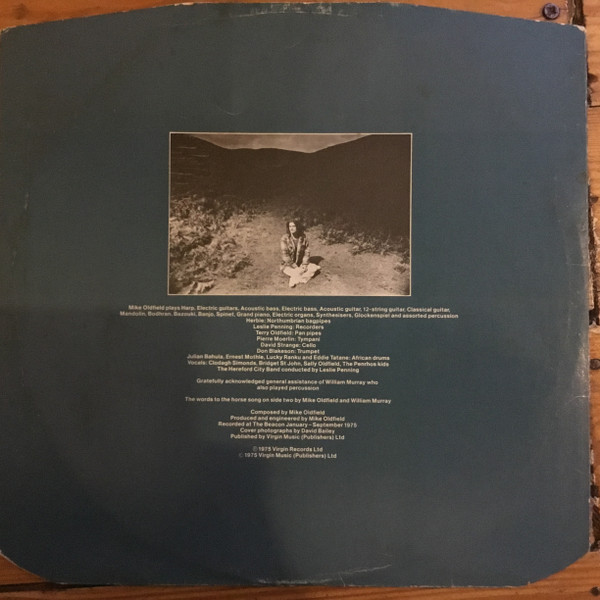 Mike Oldfield plays Harp, Electric guitars, Acoustic bass, Electric bass, Acoustic guitar, 12-string guitar, Classical guitar,
Mandolin, Bodhran, Bazouki, Banjo, Spinet, Grand piano, Electric organs, Synthesizers, Glockenspiel and assorted percussion
Herbie: Northumbrian bagpipes
Leslie Penning: Recorders
Terry Oldfield: Pan pipes
Pierre Moerlin: Tympani
David Strange: Cello
Don Blakeson: Trumpet
Julian Bahula, Ernest Mothle, Lucky Ranku and Eddie Tatane: African drums
Vocals: Clodagh Simonds, Bridget St John, Sally Oldfield, The Penrhos kids
The Hereford City Band conducted by Leslie Penning
Gratefully acknowledged general assistance of William Murray who
also played percussion
The words to the horse song on side two by Mike Oldfield and William Murray
Composed by Mike Oldfield
Produced and engineered by Mike Oldfield
Recorded at The Beacon January - September 1975
Cover photographs by David Bailey
Published by Virgin Music (Publishers) Ltd
℗ 1975 Virgin Records Ltd
© 1975 Virgin Music (Publishers) Ltd